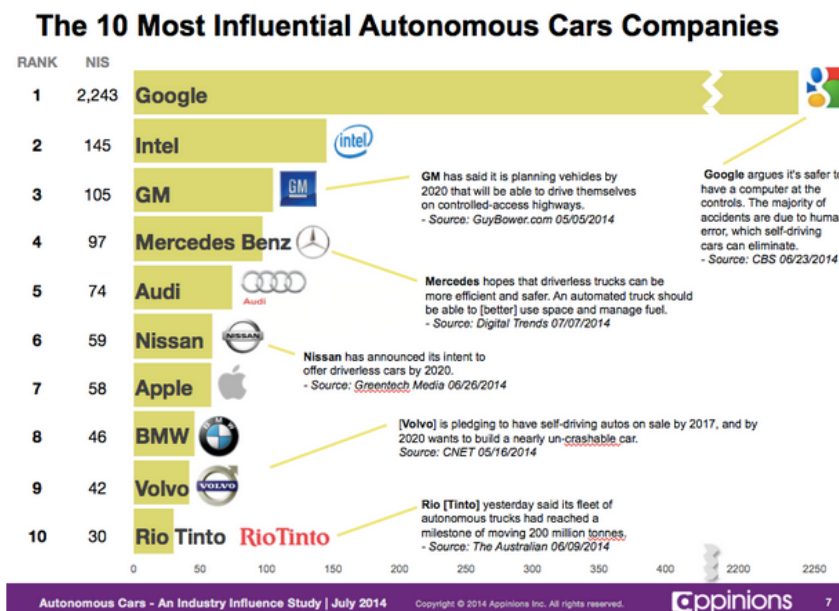 The 10 Most Influential Autonomous Cars Companies
RANK NIS
1 2,243 Google
2 145 Intel
intel
3 105 GM
GM
4 97 Mercedes Benz
5 74 Audi
Audi
6 59 Nissan
NISSAN
7 58 Apple
8 46 BMW
BMW
9 42 Volvo
VOLVO
10 30 Rio Tinto RioTinto
GM has said it is planning vehicles by
2020 that will be able to drive themselves
on controlled-access highways.
- Source: GuyBower.com 05/05/2014
Google argues it's safer to
have a computer at the
controls. The majority of
accidents are due to huma
error, which self-driving
cars can eliminate.
- Source: CBS 06/23/2014
Mercedes hopes that driverless trucks can be
more efficient and safer. An automated truck should
be able to [better] use space and manage fuel.
- Source: Digital Trends 07/07/2014
Nissan has announced its intent to
offer driverless cars by 2020.
- Source: Greentech Media 06/26/2014
[Volvo] is pledging to have self-driving autos on sale by 2017, and by
2020 wants to build a nearly un-crashable car.
Source: CNET 05/16/2014
Rio [Tinto] yesterday said its fleet of
autonomous trucks had reached a
milestone of moving 200 million tonnes.
- Source: The Australian 06/09/2014
0 50 100 150 200 250 300 350 400 2200 2250
Autonomous Cars - An Industry Influence Study | July 2014 Copyright © 2014 Appinions Inc. All rights reserved. appinions 7